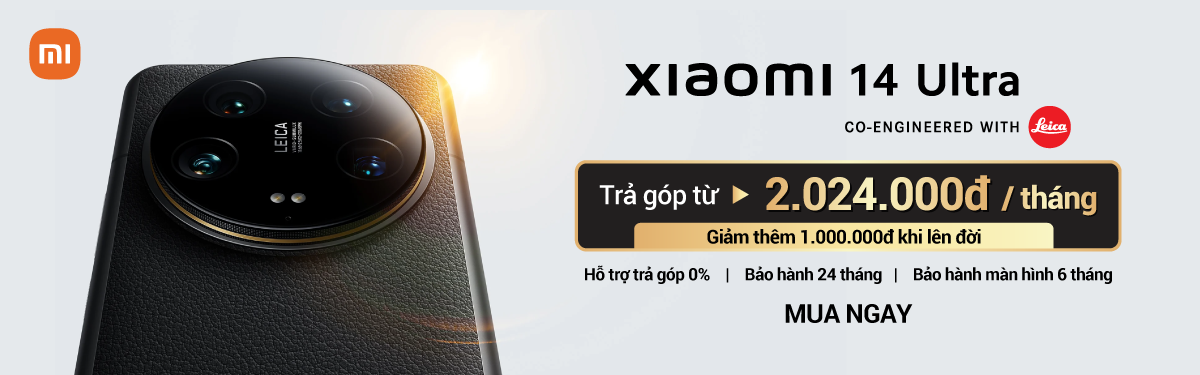 mi
LEICA
xiaomi 14 Ultra
CO-ENGINEERED WITH Leica
Trả góp từ 2.024.000đ / tháng
Giảm thêm 1.000.000đ khi lên đời
Hỗ trợ trả góp 0% | Bảo hành 24 tháng | Bảo hành màn hình 6 tháng
MUA NGAY